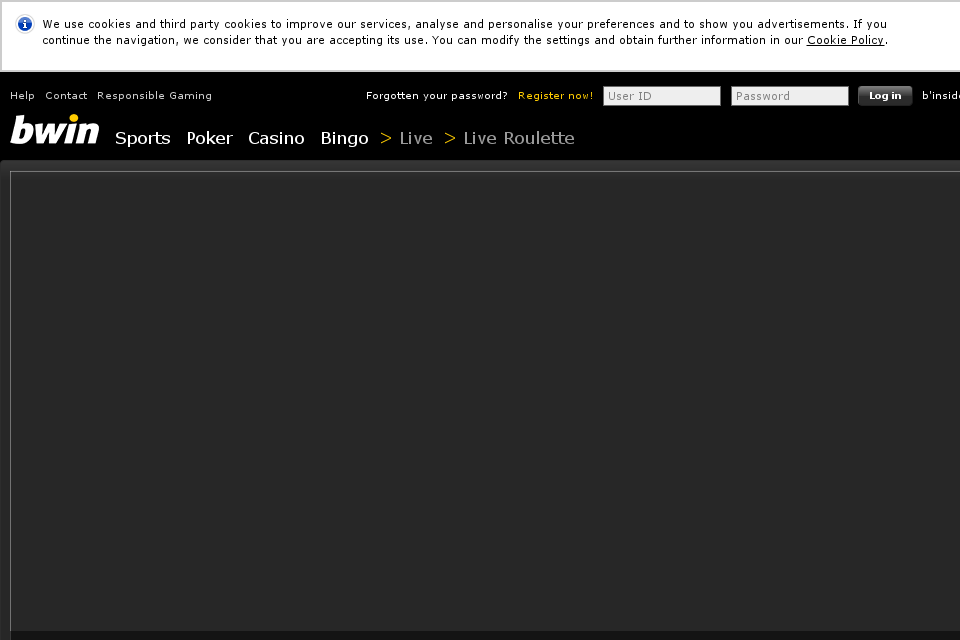 We use cookies and third party cookies to improve our services, analyse and personalise your preferences and to show you advertisements. If you
continue the navigation, we consider that you are accepting its use. You can modify the settings and obtain further information in our Cookie Policy.
Help Contact Responsible Gaming Forgotten your password? Register now! User ID Password Log in b'insid
bwin Sports Poker Casino Bingo > Live > Live Roulette